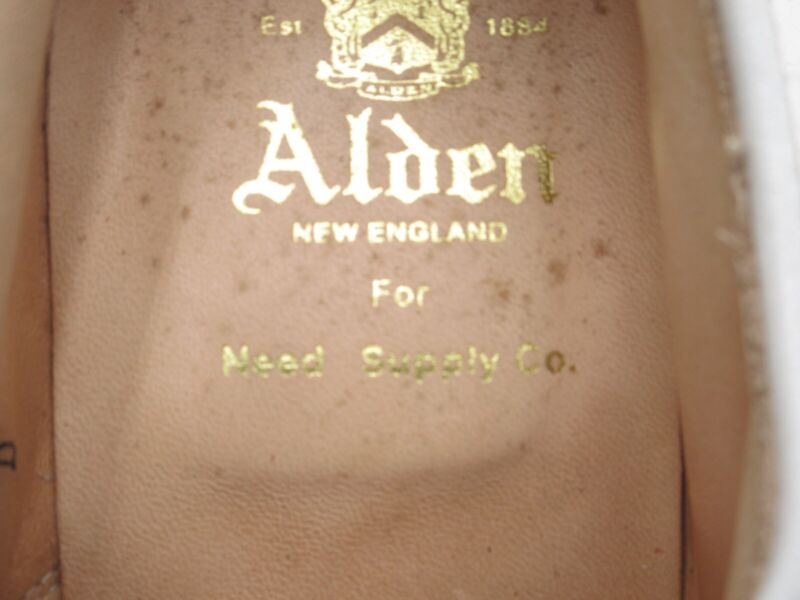 Est 1884
ALDEN
Alden
NEW ENGLAND
For
Need Supply Co.